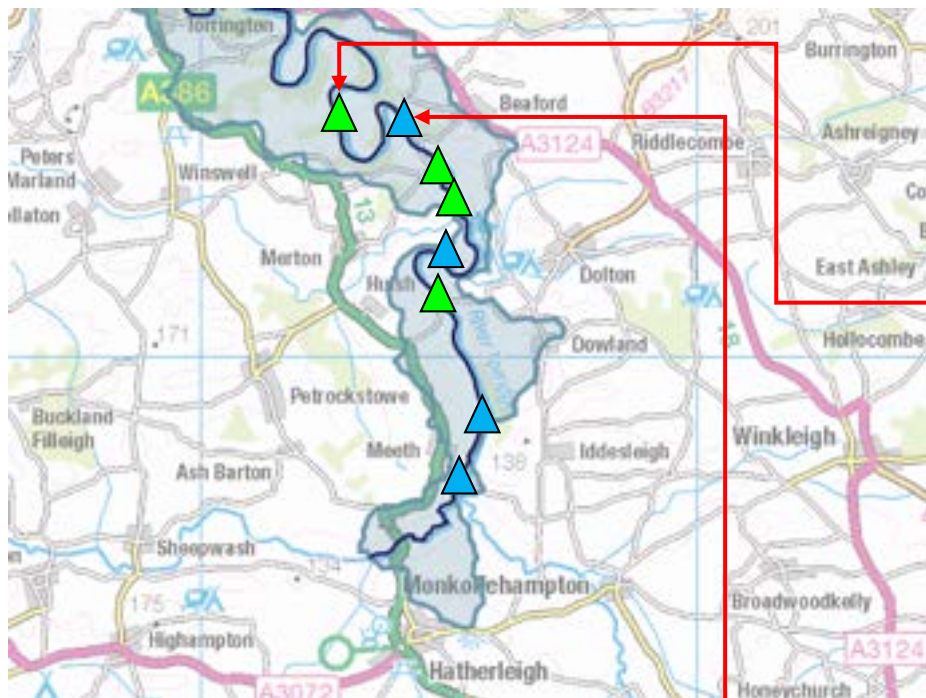 Torrington
201
Burrington
A386
Beaford
B3217
Ashreigney
A3124
Riddlecombe
Peters
Marland
Winswell
13
Merton
Huish
Dolton
East Ashley
18
171
Dowland
Hollocombe
Petrockstowe
Buckland
Filleigh
Meeth
Winkleigh
Ash Barton
138
Iddesleigh
Sheepwash
Monkokehampton
Broadwoodkelly
175
Highampton
A3124
Hatherleigh
A3072
Honeychurch